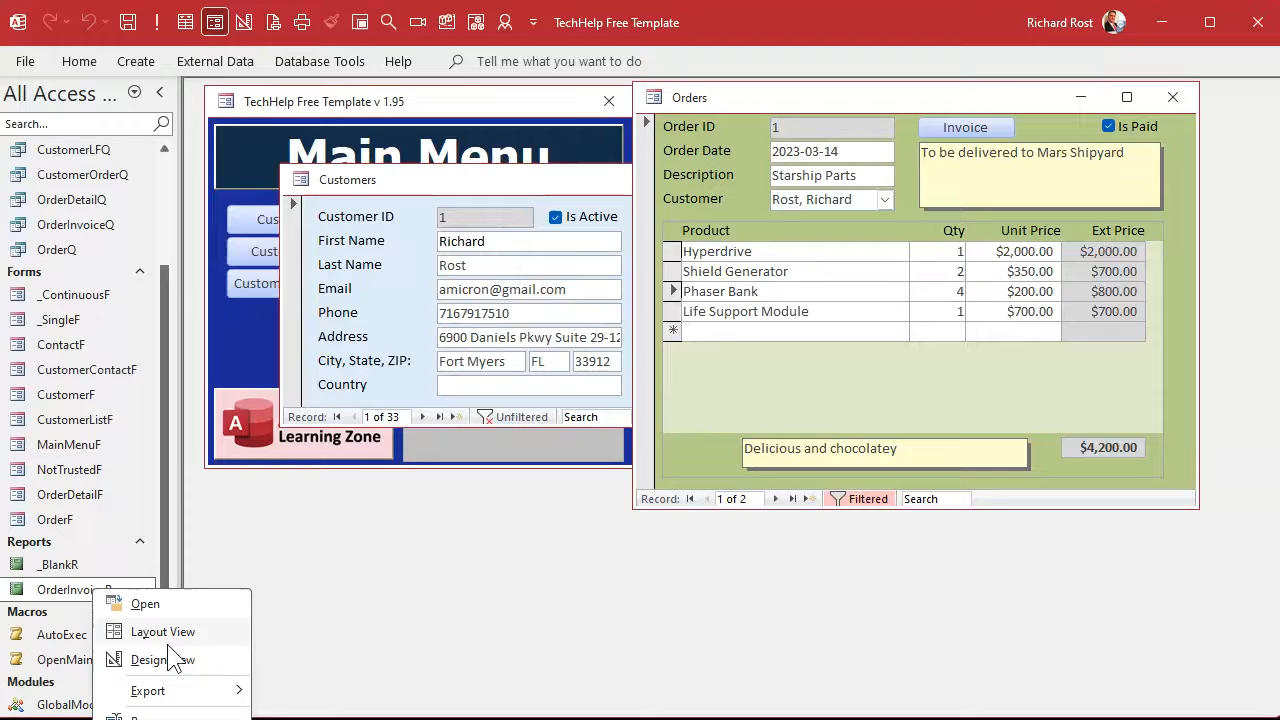 TechHelp Free Template
Richard Rost
File
Home
Create
External Data
Database Tools
Help
Tell me what you want to do
All Access ...
Search...
CustomerLFQ
CustomerOrderQ
OrderDetailQ
OrderInvoiceQ
OrderQ
Forms
_ContinuousF
_SingleF
ContactF
CustomerContactF
CustomerF
CustomerListF
MainMenuF
NotTrustedF
OrderDetailF
OrderF
Reports
_BlankR
Macros
AutoExec
Modules
Open
Layout View
Export
TechHelp Free Template v 1.95
Main Menu
A
Learning Zone
Customers
Customer ID 1 Is Active
First Name Richard
Last Name Rost
Email amicron@gmail.com
Phone 7167917510
Address 6900 Daniels Pkwy Suite 29-12
City, State, ZIP: Fort Myers FL 33912
Country
Record: 1 of 33 Unfiltered Search
Orders
Order ID 1 Invoice Is Paid
Order Date 2023-03-14 To be delivered to Mars Shipyard
Description Starship Parts
Customer Rost, Richard
Product Qty Unit Price Ext Price
Hyperdrive 1 $2,000.00 $2,000.00
Shield Generator 2 $350.00 $700.00
Phaser Bank 4 $200.00 $800.00
Life Support Module 1 $700.00 $700.00
Delicious and chocolatey $4,200.00
Record: 1 of 2 Filtered Search